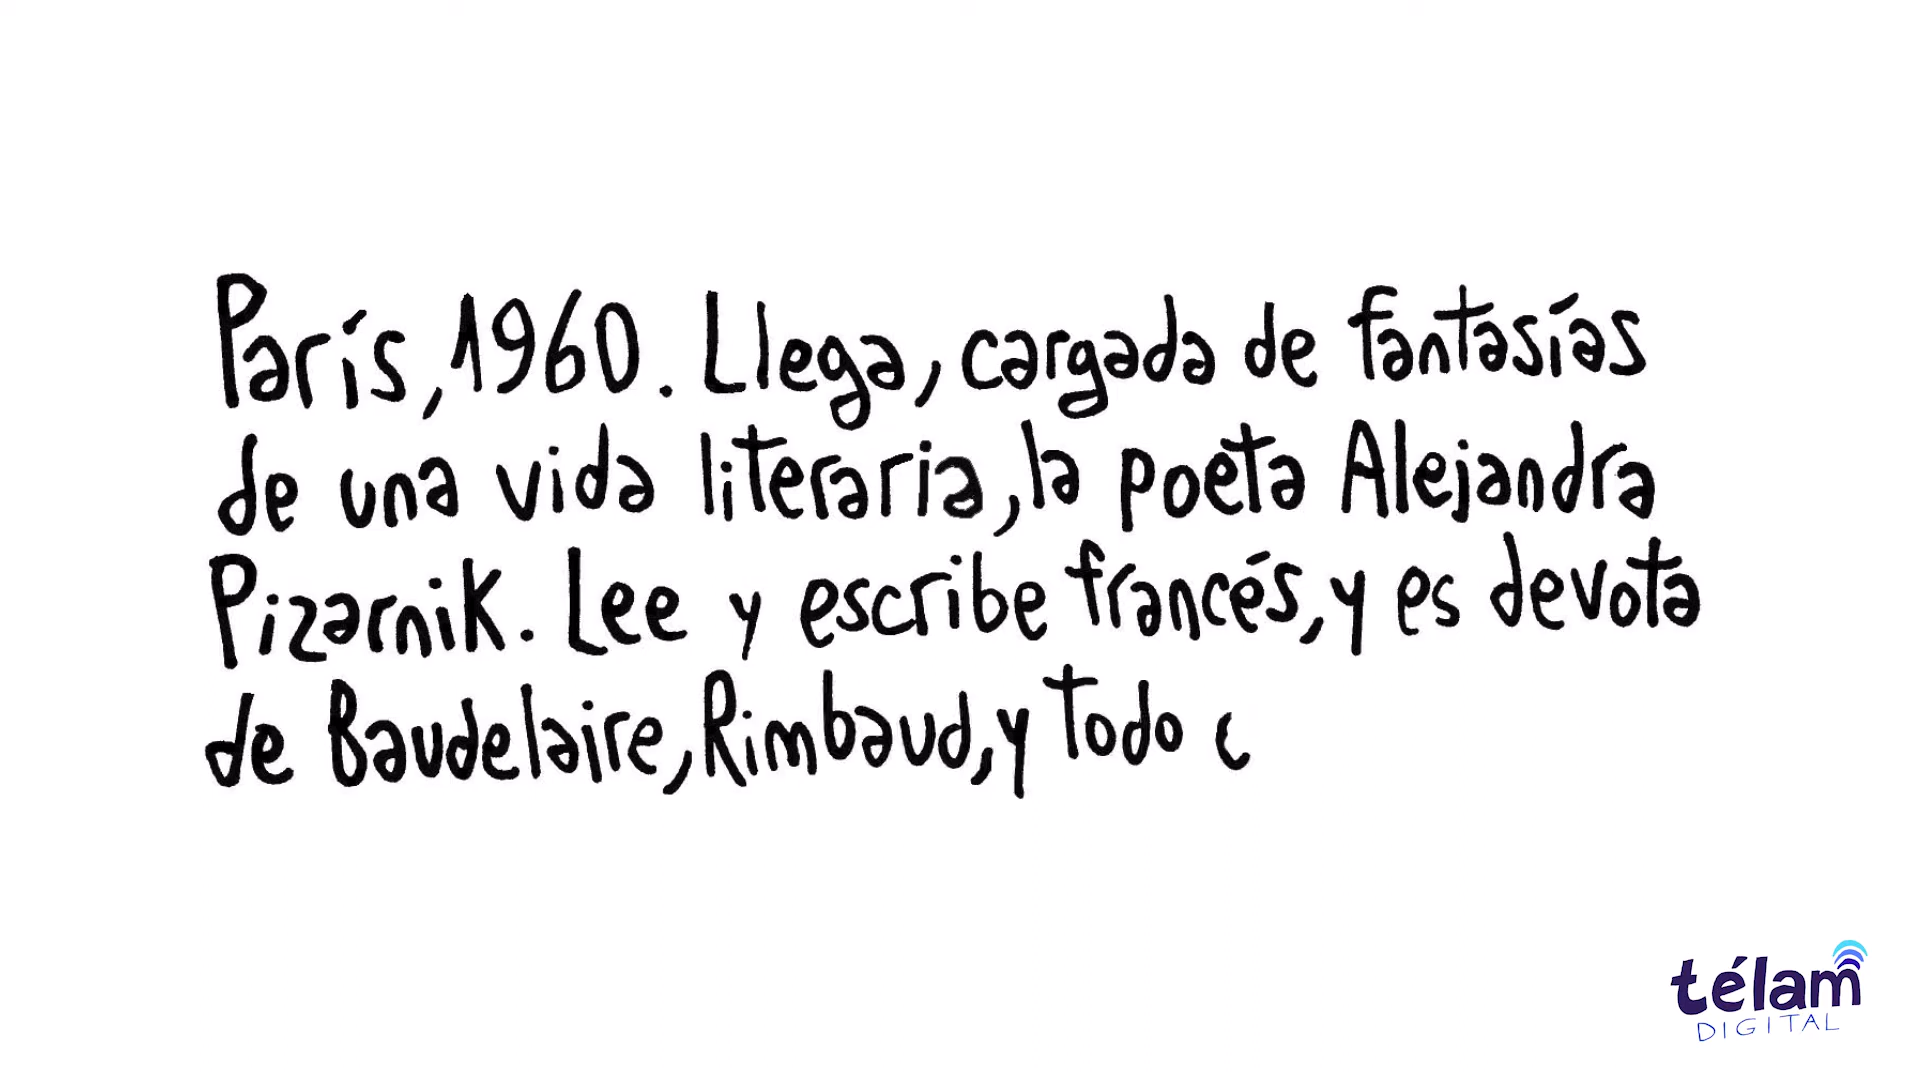 París, 1960. Llega, cargada de fantasías
de una vida literaria, la poeta Alejandra
Pizarnik. Lee y escribe francés, y es devota
de Baudelaire, Rimbaud, y todo
télam
DIGITAL